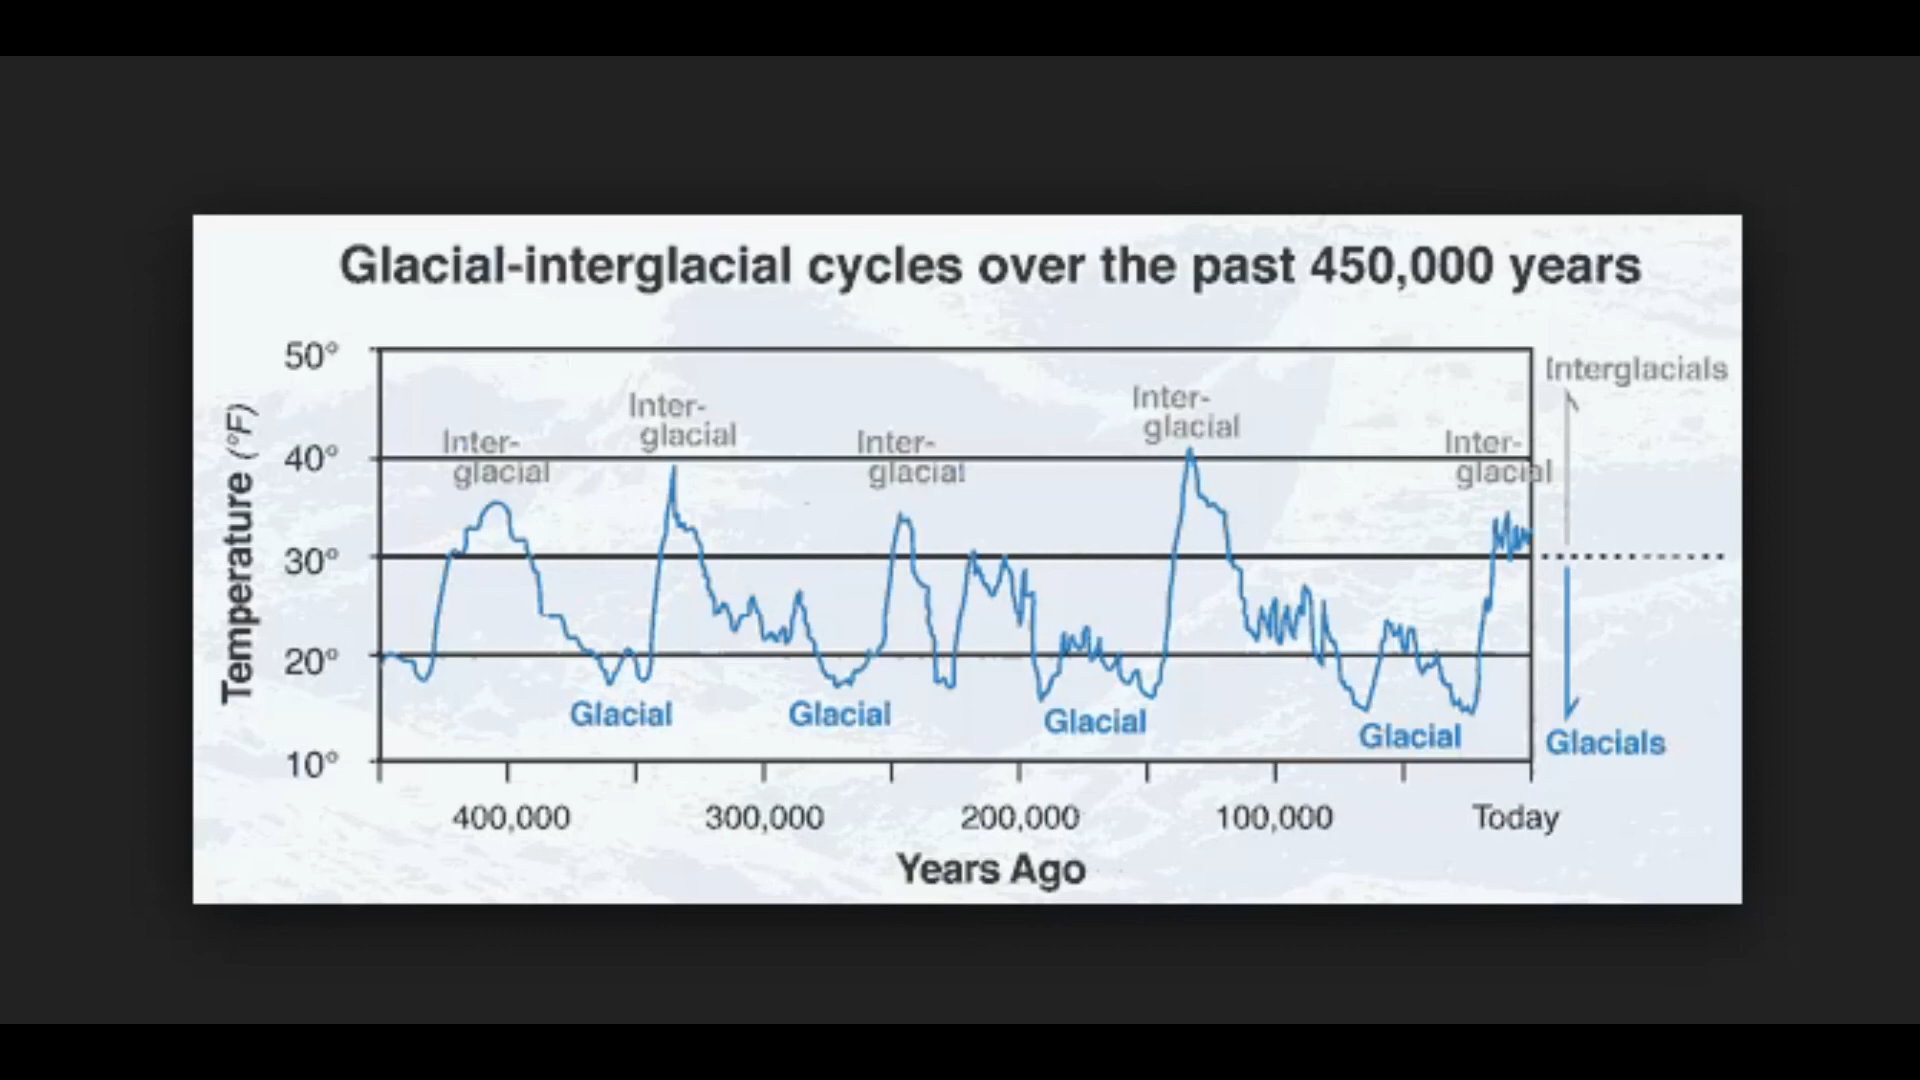 Glacial-interglacial cycles over the past 450,000 years
50°
40°
30°
20°
10°
Temperature (°F)
Inter-
glacial
Inter-
glacial
Inter-
glacial
Inter-
glacial
Inter-
glacial
Interglacials
Glacial
Glacial
Glacial
Glacial
Glacials
400,000
300,000
200,000
100,000
Today
Years Ago